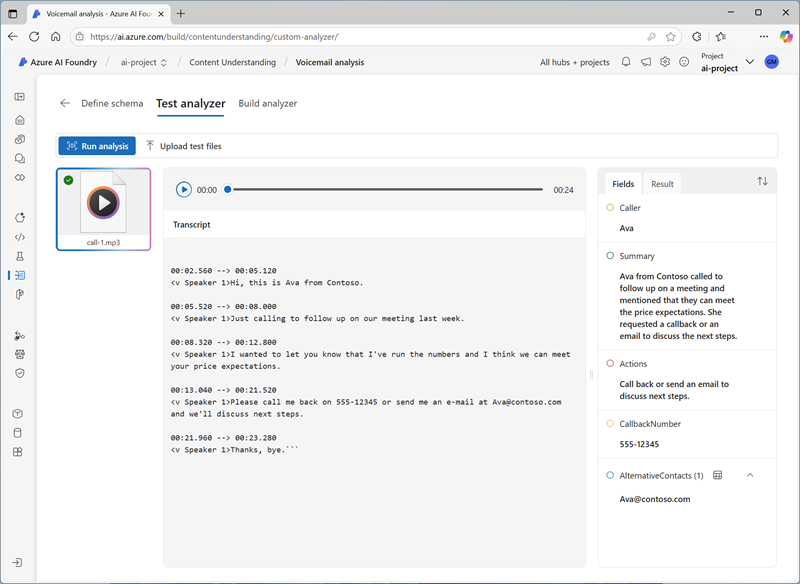 Voicemail analysis - Azure AI Foun
https://ai.azure.com/build/contentunderstanding/custom-analyzer/
Azure AI Foundry / ai-project / Content Understanding / Voicemail analysis
All hubs + projects
Project
ai-project
GM
Define schema
Test analyzer
Build analyzer
Run analysis
Upload test files
call-1.mp3
00:00
00:24
Transcript
00:02.560 --> 00:05.120
<v Speaker 1>Hi, this is Ava from Contoso.
00:05.520 --> 00:08.000
<v Speaker 1>Just calling to follow up on our meeting last week.
00:08.320 --> 00:12.800
<v Speaker 1>I wanted to let you know that I've run the numbers and I think we can meet
your price expectations.
00:13.040 --> 00:21.520
<v Speaker 1>Please call me back on 555-12345 or send me an e-mail at Ava@contoso.com
and we'll discuss next steps.
00:21.960 --> 00:23.280
<v Speaker 1>Thanks, bye.```
Fields
Result
Caller
Ava
Summary
Ava from Contoso called to
follow up on a meeting and
mentioned that they can meet
the price expectations. She
requested a callback or an
email to discuss the next steps.
Actions
Call back or send an email to
discuss next steps.
CallbackNumber
555-12345
AlternativeContacts (1)
Ava@contoso.com